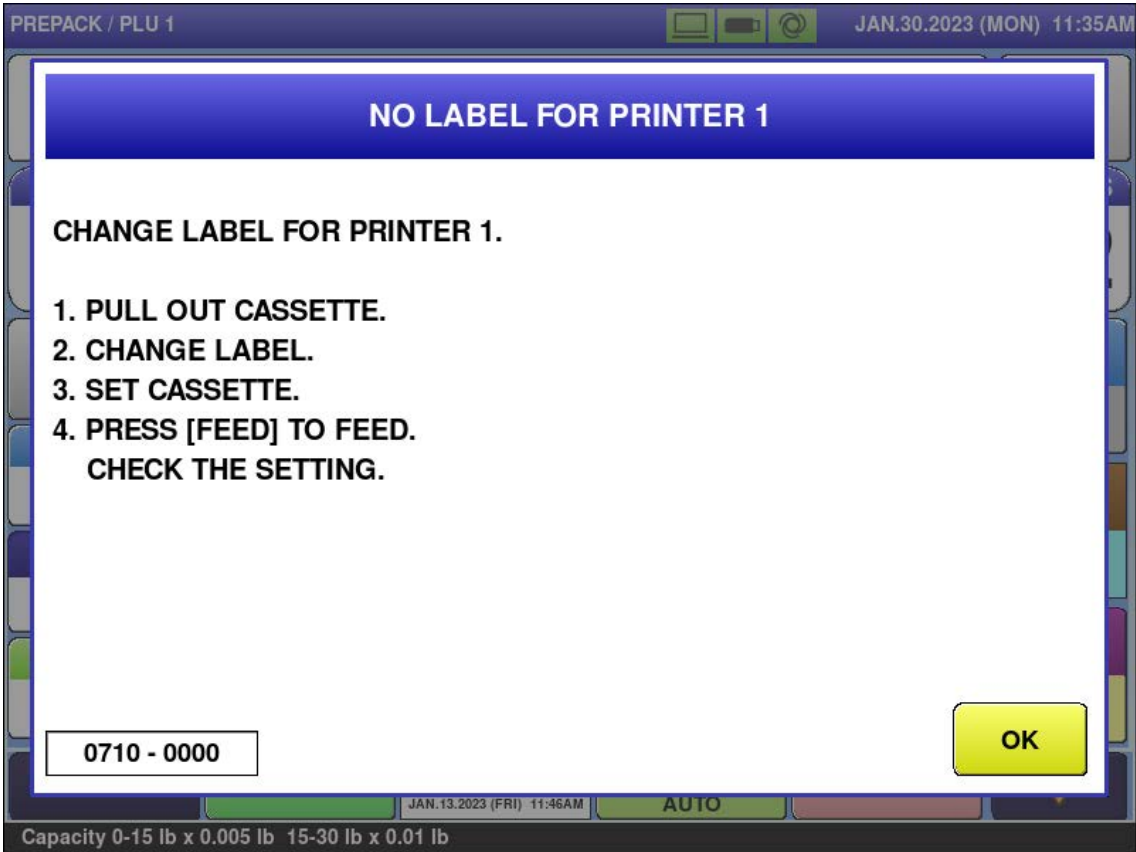 PREPACK / PLU 1
JAN.30.2023 (MON) 11:35AM
NO LABEL FOR PRINTER 1
CHANGE LABEL FOR PRINTER 1.
1. PULL OUT CASSETTE.
2. CHANGE LABEL.
3. SET CASSETTE.
4. PRESS [FEED] TO FEED.
CHECK THE SETTING.
0710 - 0000
OK
JAN.13.2023 (FRI) 11:46AM
AUTO
Capacity 0-15 lb x 0.005 lb 15-30 lb x 0.01 lb